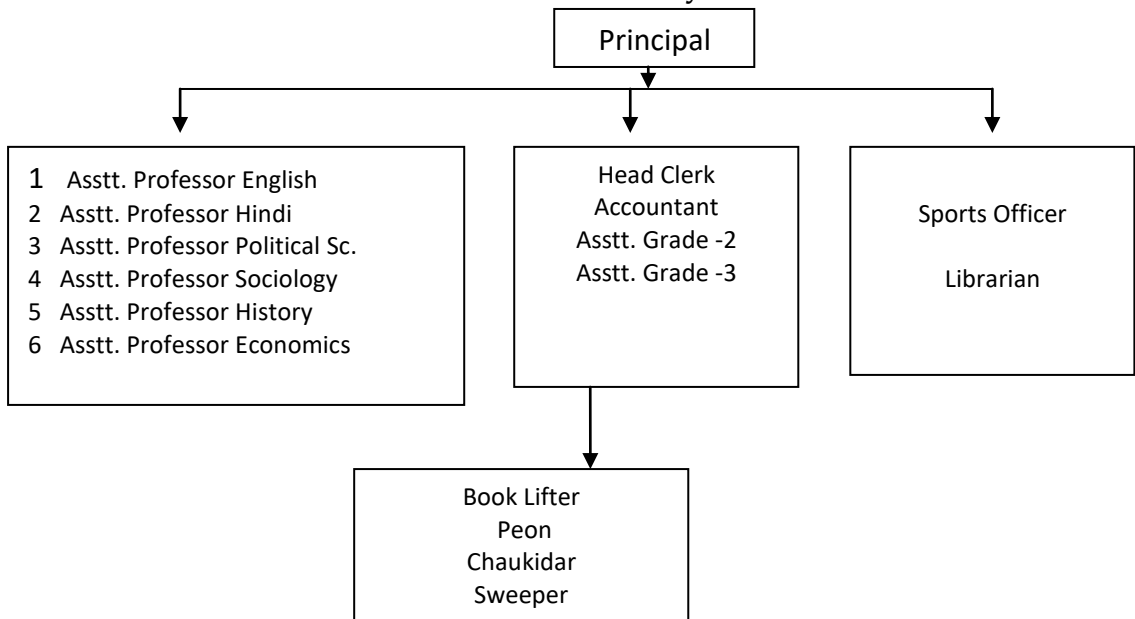 Principal
1 Asstt. Professor English
2 Asstt. Professor Hindi
3 Asstt. Professor Political Sc.
4 Asstt. Professor Sociology
5 Asstt. Professor History
6 Asstt. Professor Economics
Head Clerk
Accountant
Asstt. Grade -2
Asstt. Grade -3
Sports Officer
Librarian
Book Lifter
Peon
Chaukidar
Sweeper